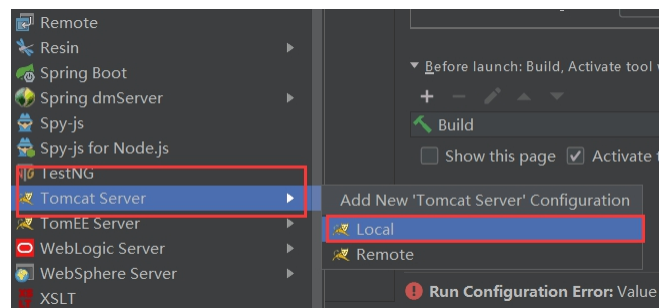 Remote
Resin
Spring Boot
Spring dmServer
Spy-js
Spy-js for Node.js
TestNG
Tomcat Server
TomEE Server
WebLogic Server
WebSphere Server
XSLT
Before launch: Build, Activate tool
Build
Show this page
Activate
Add New 'Tomcat Server' Configuration
Local
Remote
Run Configuration Error: Value